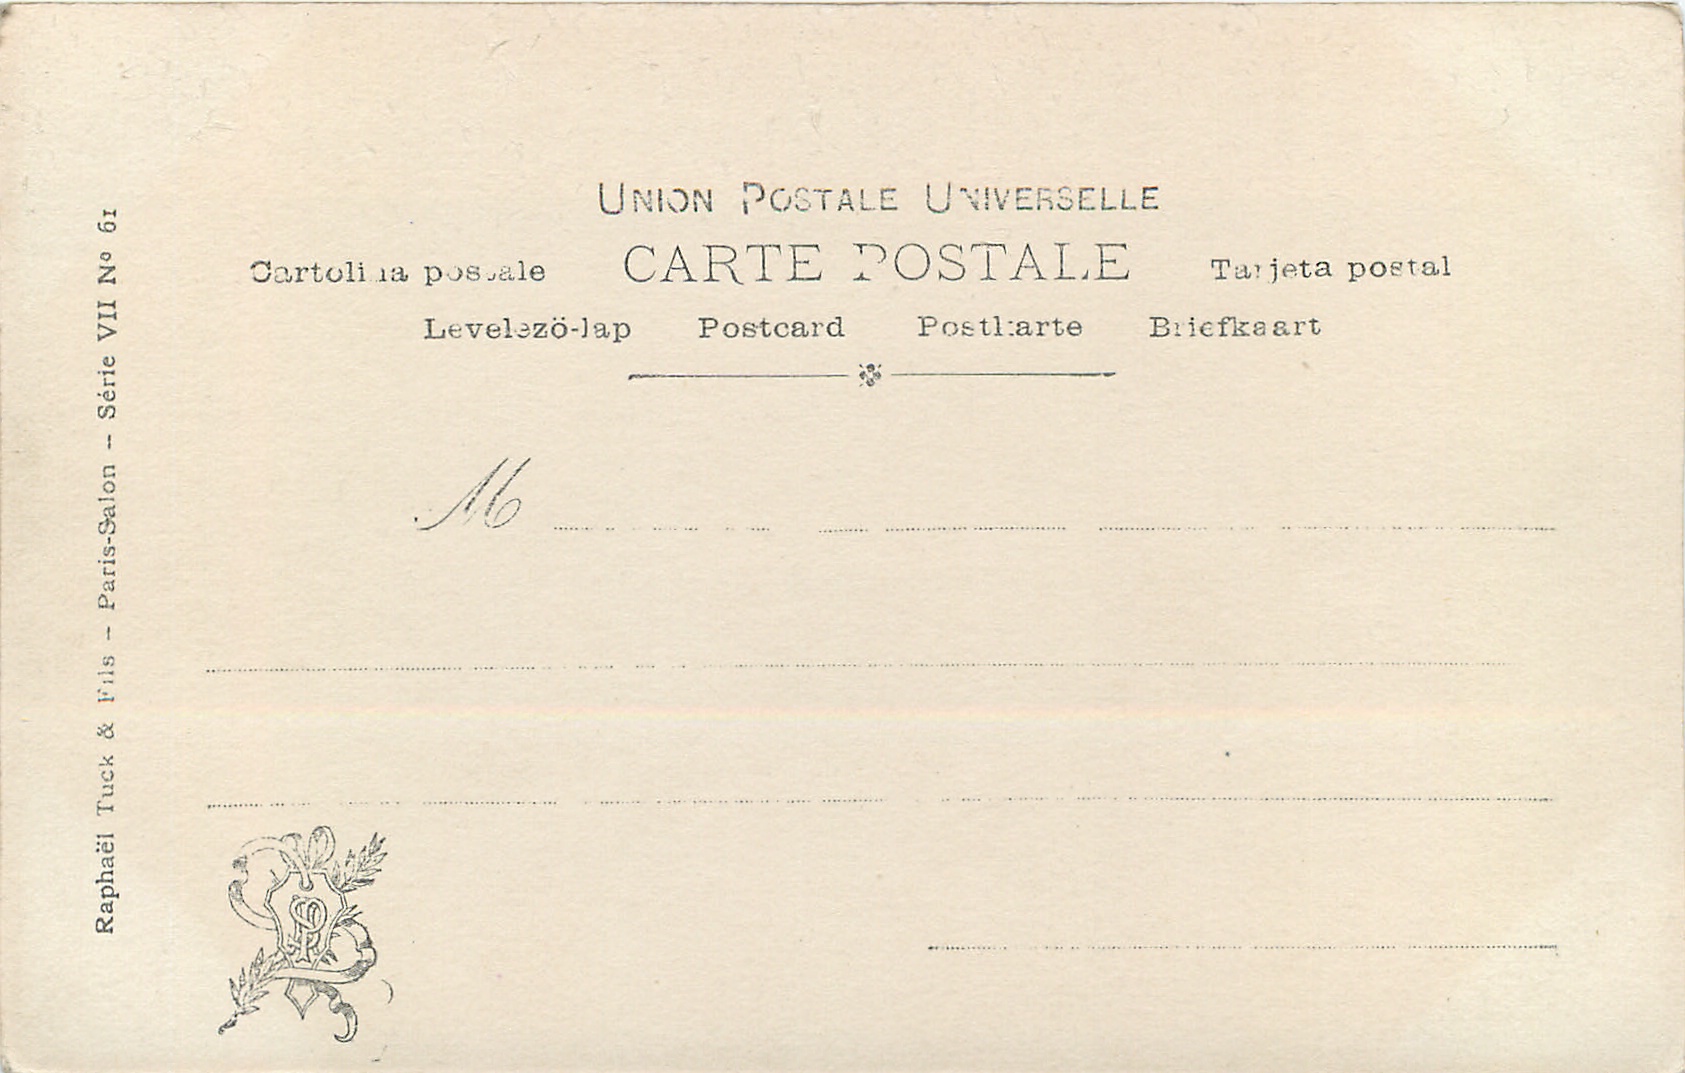 UNION POSTALE UNIVERSELLE
Cartolina postale CARTE POSTALE Tarjeta postal
Levelezö-lap Postcard Postkarte Briefkaart
M
Raphaël Tuck & Fils – Paris-Salon – Série VII Nº 61